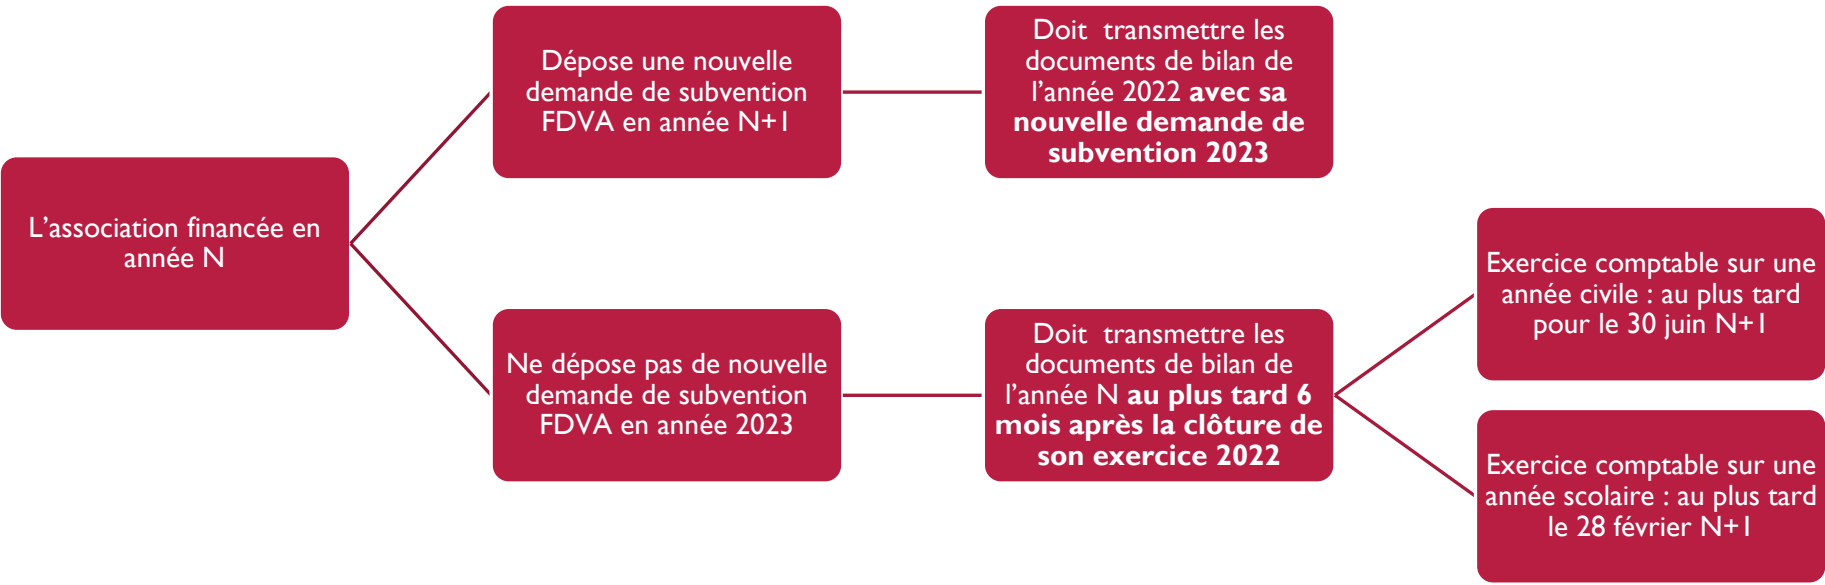 L’association financée en
année N
Dépose une nouvelle
demande de subvention
FDVA en année N+1
Doit  transmettre les
documents de bilan de
l’année 2022 avec sa
nouvelle demande de
subvention 2023
Ne dépose pas de nouvelle
demande de subvention
FDVA en année 2023
Doit  transmettre les
documents de bilan de
l’année N au plus tard 6
mois après la clôture de
son exercice 2022
Exercice comptable sur une
année civile : au plus tard
pour le 30 juin N+1
Exercice comptable sur une
année scolaire : au plus tard
le 28 février N+1